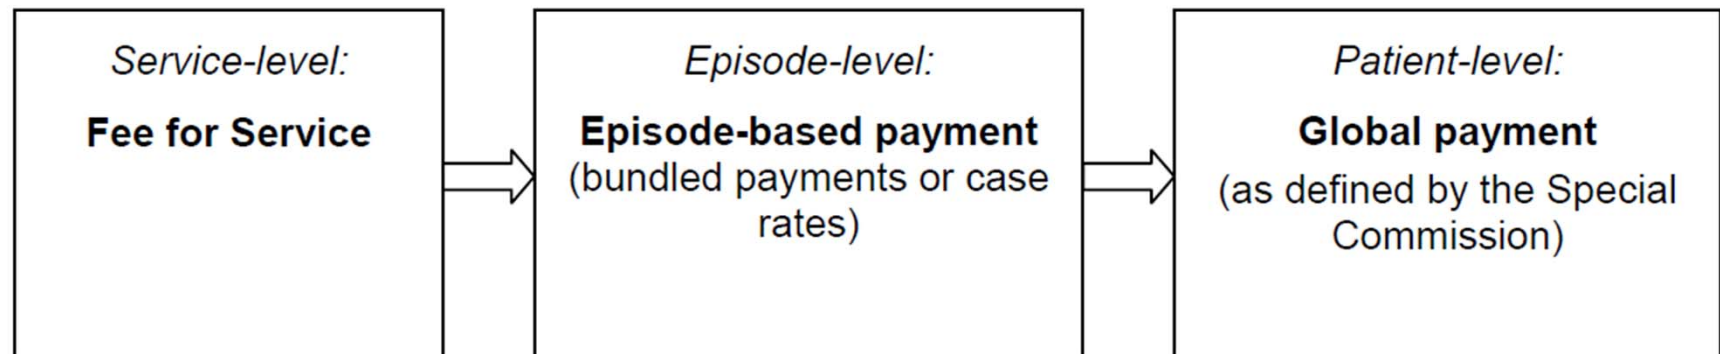 Service-level:
Fee for Service
Episode-level:
Episode-based payment
(bundled payments or case
rates)
Patient-level:
Global payment
(as defined by the Special
Commission)